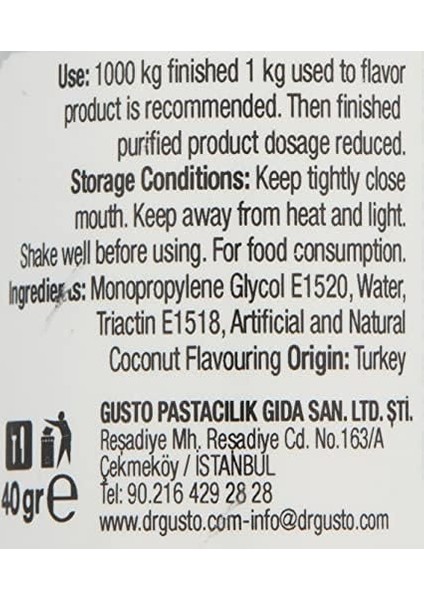 Use: 1000 kg finished 1 kg used to flavor
product is recommended. Then finished
purified product dosage reduced.
Storage Conditions: Keep tightly close
mouth. Keep away from heat and light.
Shake well before using. For food consumption.
Ingredients: Monopropylene Glycol E1520, Water,
Triactin E1518, Artificial and Natural
Coconut Flavouring Origin: Turkey
GUSTO PASTACILIK GIDA SAN. LTD. ŞTİ.
Reşadiye Mh. Reşadiye Cd. No.163/A
Çekmeköy / İSTANBUL
Tel: 90.216 429 28 28
www.drgusto.com-info@drgusto.com
40gr e